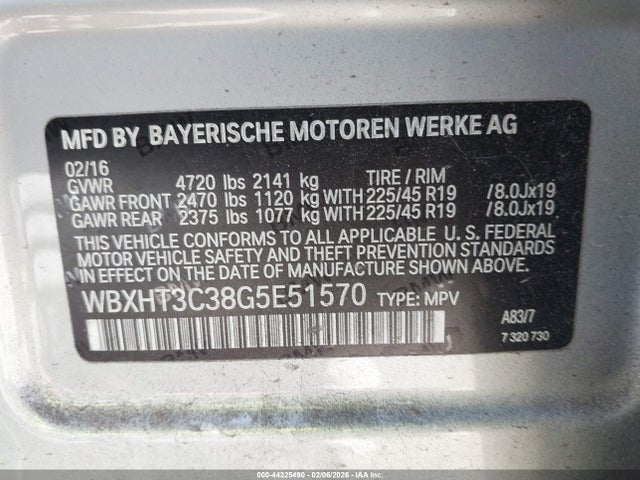 MFD BY BAYERISCHE MOTOREN WERKE AG
02/16
GVWR 4720 lbs 2141 kg TIRE / RIM
GAWR FRONT 2470 lbs 1120 kg WITH 225/45 R19 /8.0Jx19
GAWR REAR 2375 lbs 1077 kg WITH 225/45 R19 /8.0Jx19
THIS VEHICLE CONFORMS TO ALL APPLICABLE U.S. FEDERAL
MOTOR VEHICLE SAFETY AND THEFT PREVENTION STANDARDS
IN EFFECT ON THE DATE OF MANUFACTURE SHOWN ABOVE.
WBXHT3C38G5E51570 TYPE: MPV
A83/7
7 320 730
000-44325490 - 02/06/2026 - IAAI.com